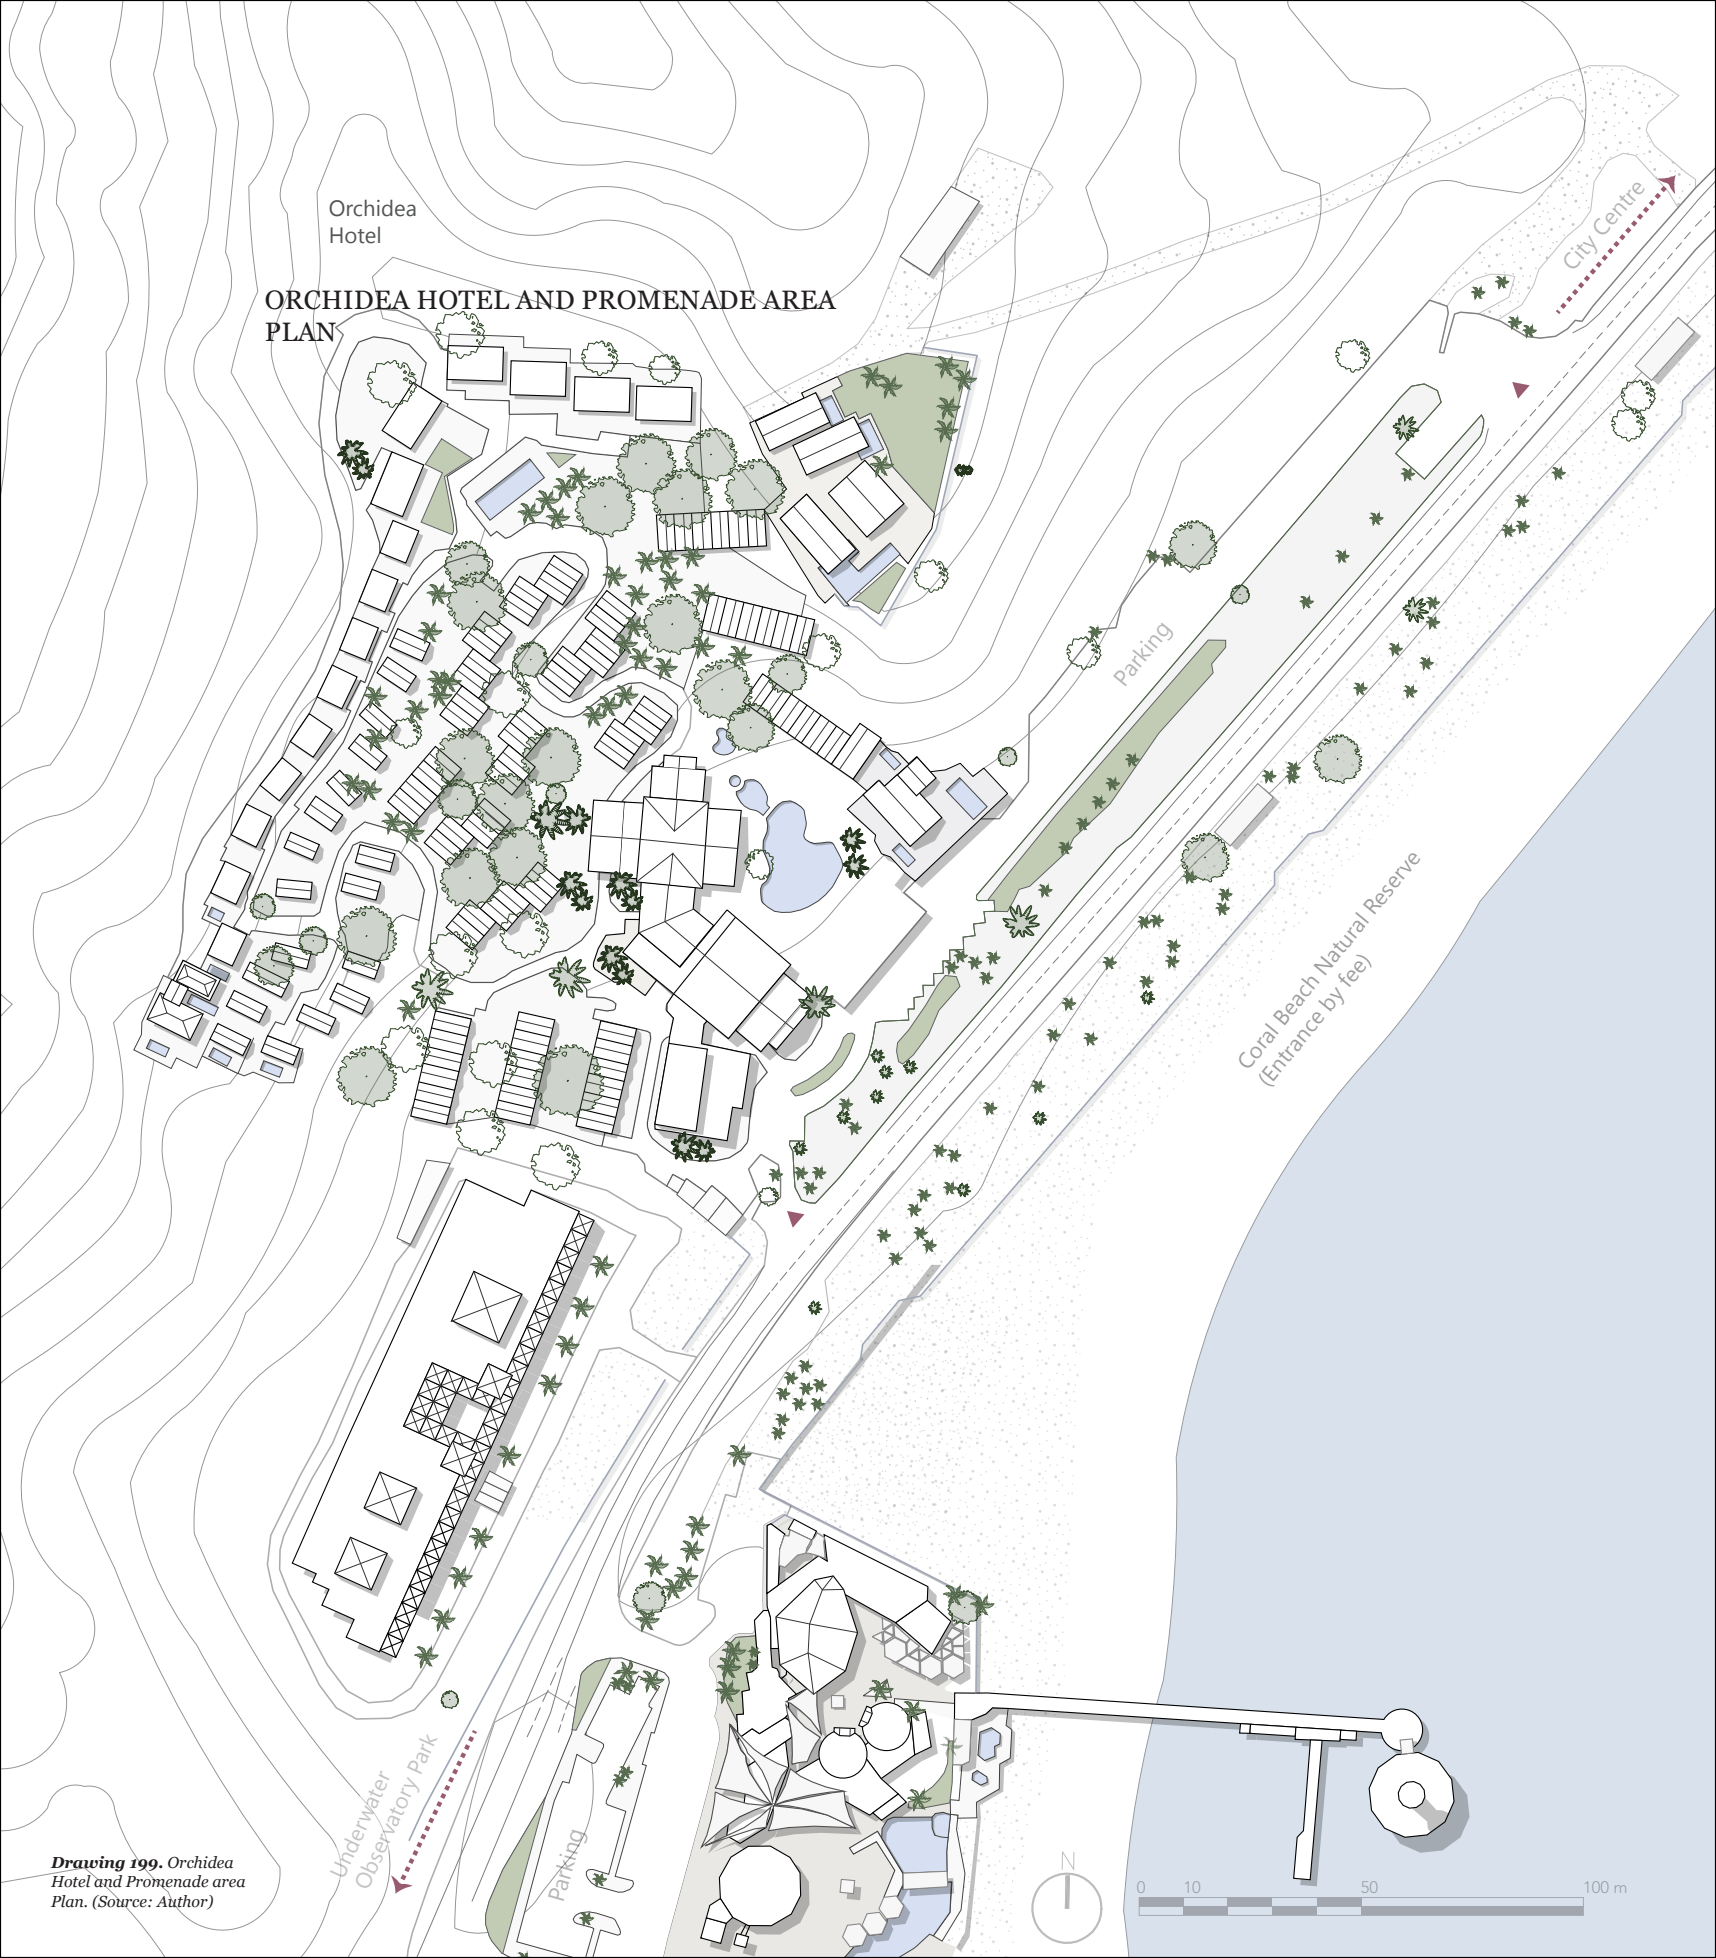 City Centre
Orchidea
Hotel
ORCHIDEA HOTEL AND PROMENADE AREA
PLAN
Parking
Coral Beach Natural Reserve
(Entrance by fee)
Underwater
Observatory Park
Parking
Drawing 199. Orchidea
Hotel and Promenade area
Plan. (Source: Author)
N
0 10 50 100 m